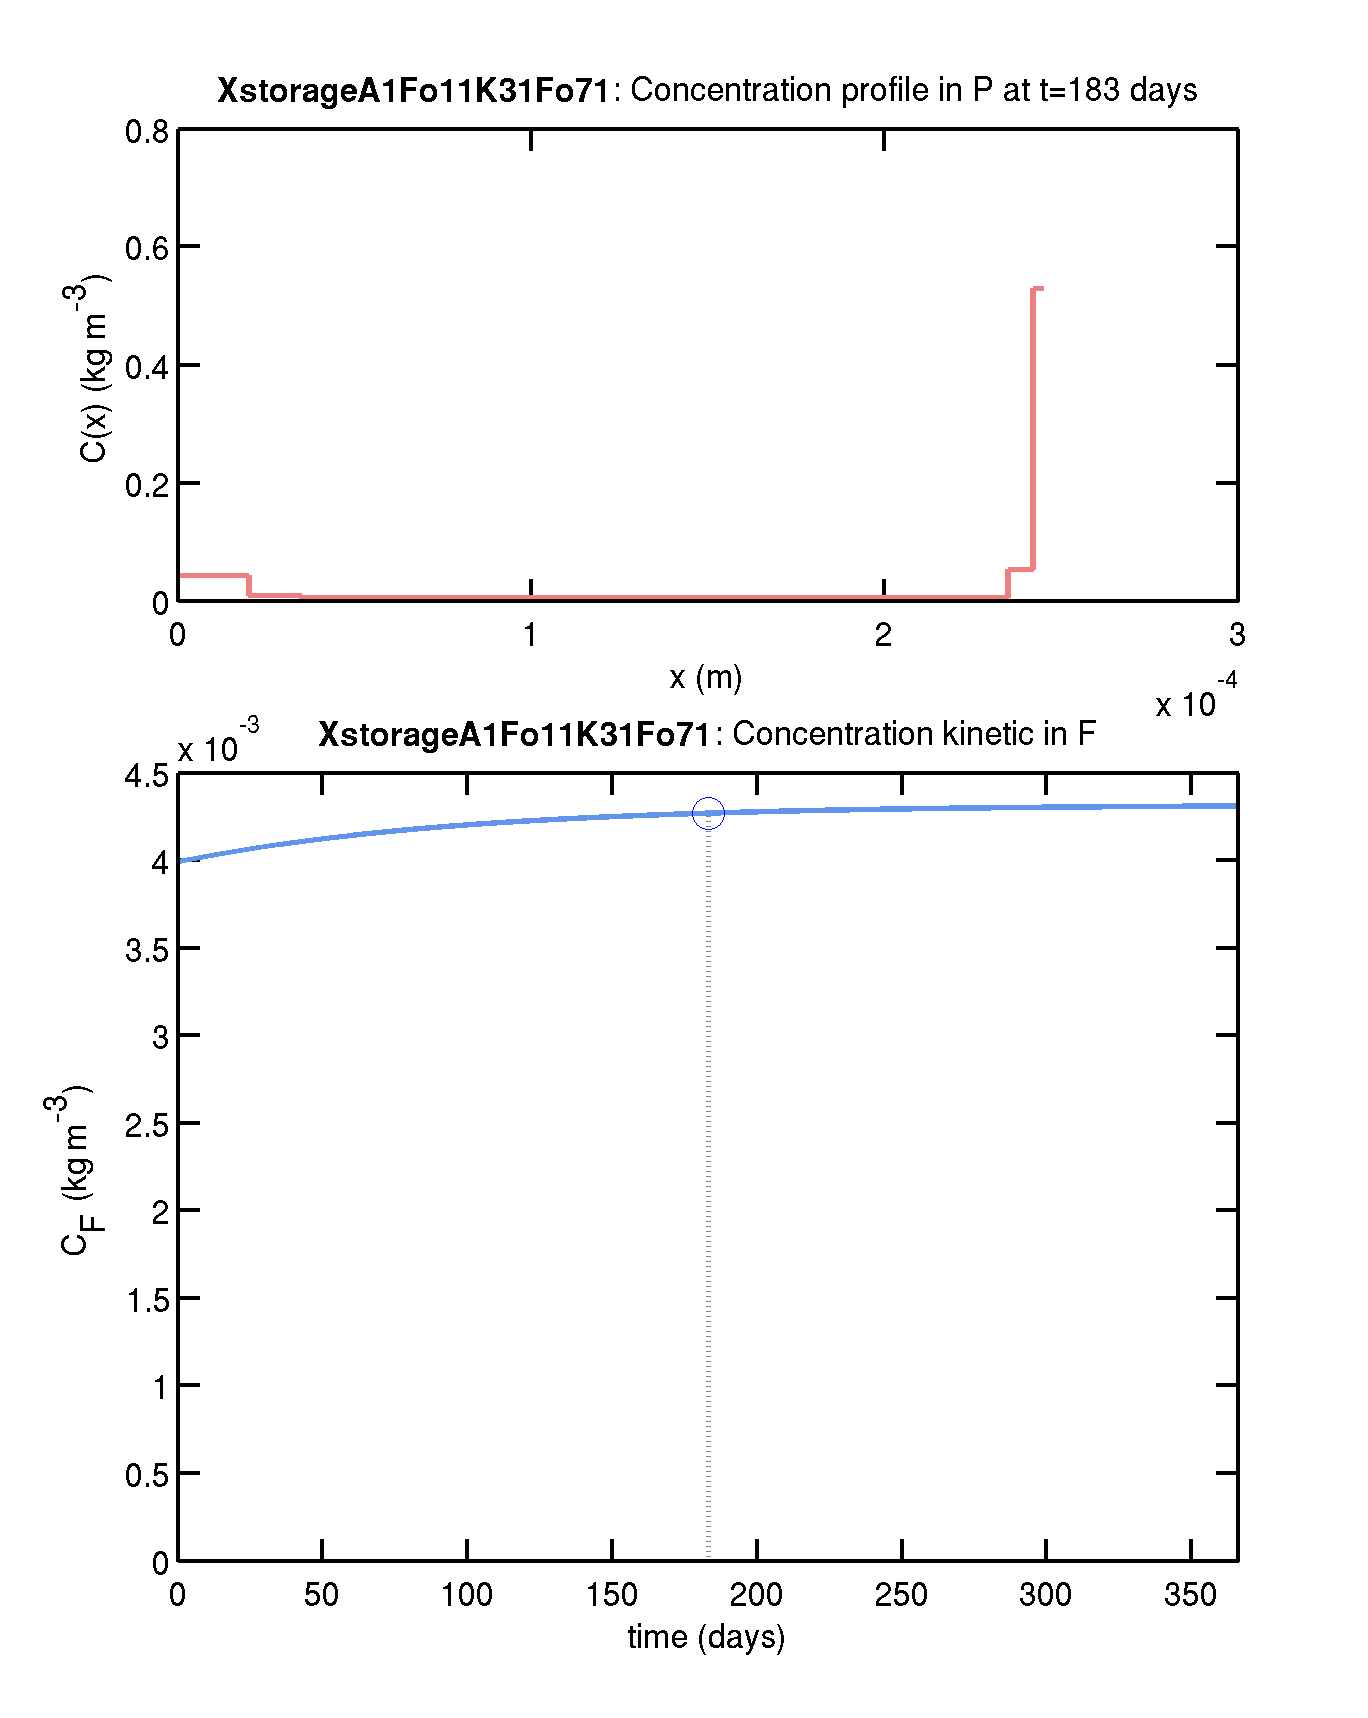 XstorageA1Fo11K31Fo71: Concentration profile in P at t=183 days
0.8
0.6
0.4
0.2
0
C(x) (kg m-3)
0 1 2 3
x (m)
x 10-4
XstorageA1Fo11K31Fo71: Concentration kinetic in F
x 10-3
4.5
4
3.5
3
2.5
2
1.5
1
0.5
0
CF (kg m-3)
0 50 100 150 200 250 300 350
time (days)